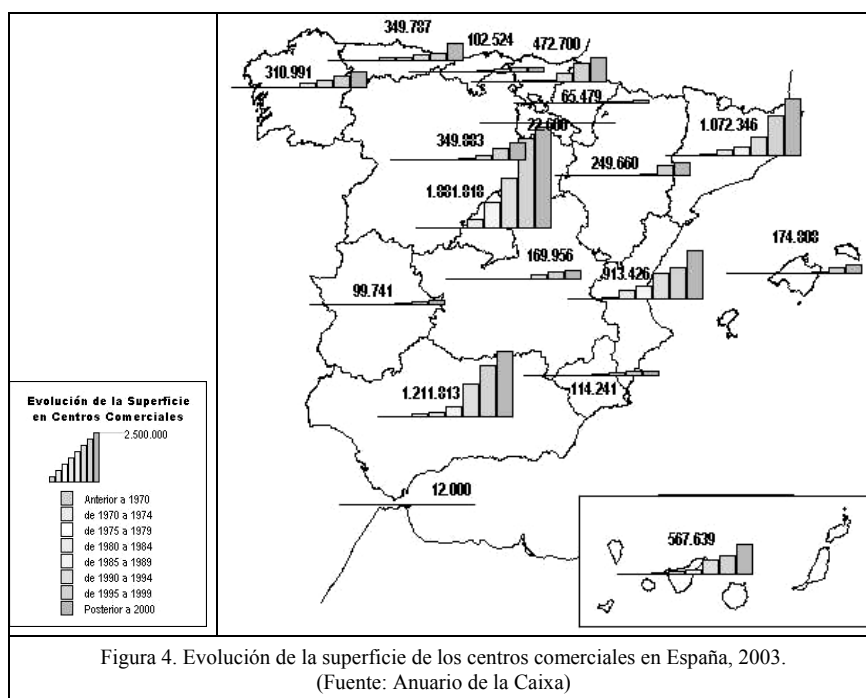 349.787
102.524
472.700
310.991
65.479
22.600
1.072.346
349.883
249.660
1.881.818
174.808
169.956
913.426
99.741
114.241
1.211.813
12.000
567.639
Evolución de la Superficie
en Centros Comerciales
2.500.000
Anterior a 1970
de 1970 a 1974
de 1975 a 1979
de 1980 a 1984
de 1985 a 1989
de 1990 a 1994
de 1995 a 1999
Posterior a 2000
Figura 4. Evolución de la superficie de los centros comerciales en España, 2003.
(Fuente: Anuario de la Caixa)